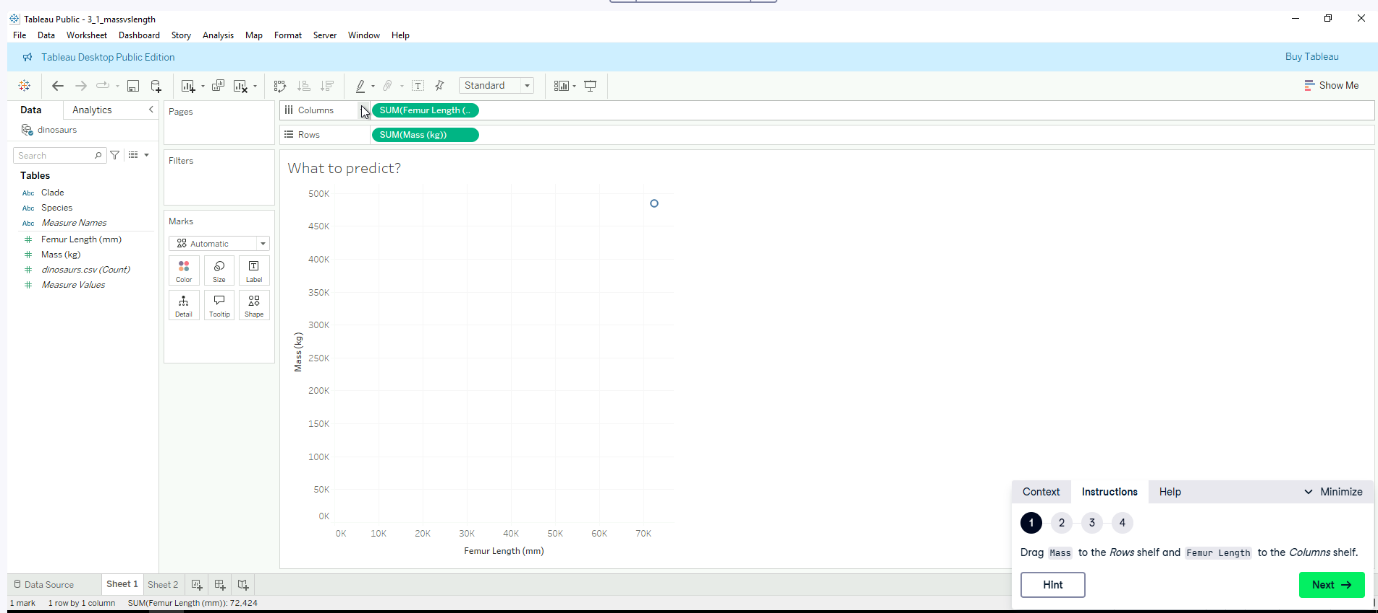 Tableau Public - 3_1_massvslength
File Data Worksheet Dashboard Story Analysis Map Format Server Window Help
Tableau Desktop Public Edition Buy Tableau
Standard Show Me
Data Analytics Pages Columns SUM(Femur Length (..
dinosaurs Rows SUM(Mass (kg))
Search Filters What to predict?
Tables
Abc Clade
Abc Species
Abc Measure Names
Femur Length (mm)
Mass (kg)
dinosaurs.csv (Count)
Measure Values
Marks
Automatic
Color Size Label
Detail Tooltip Shape
500K
450K
400K
350K
300K
250K
200K
150K
100K
50K
0K
Mass (kg)
0K 10K 20K 30K 40K 50K 60K 70K
Femur Length (mm)
Context Instructions Help Minimize
1 2 3 4
Drag Mass to the Rows shelf and Femur Length to the Columns shelf.
Hint Next →
Data Source Sheet 1 Sheet 2
1 mark 1 row by 1 column SUM(Femur Length (mm)): 72,424